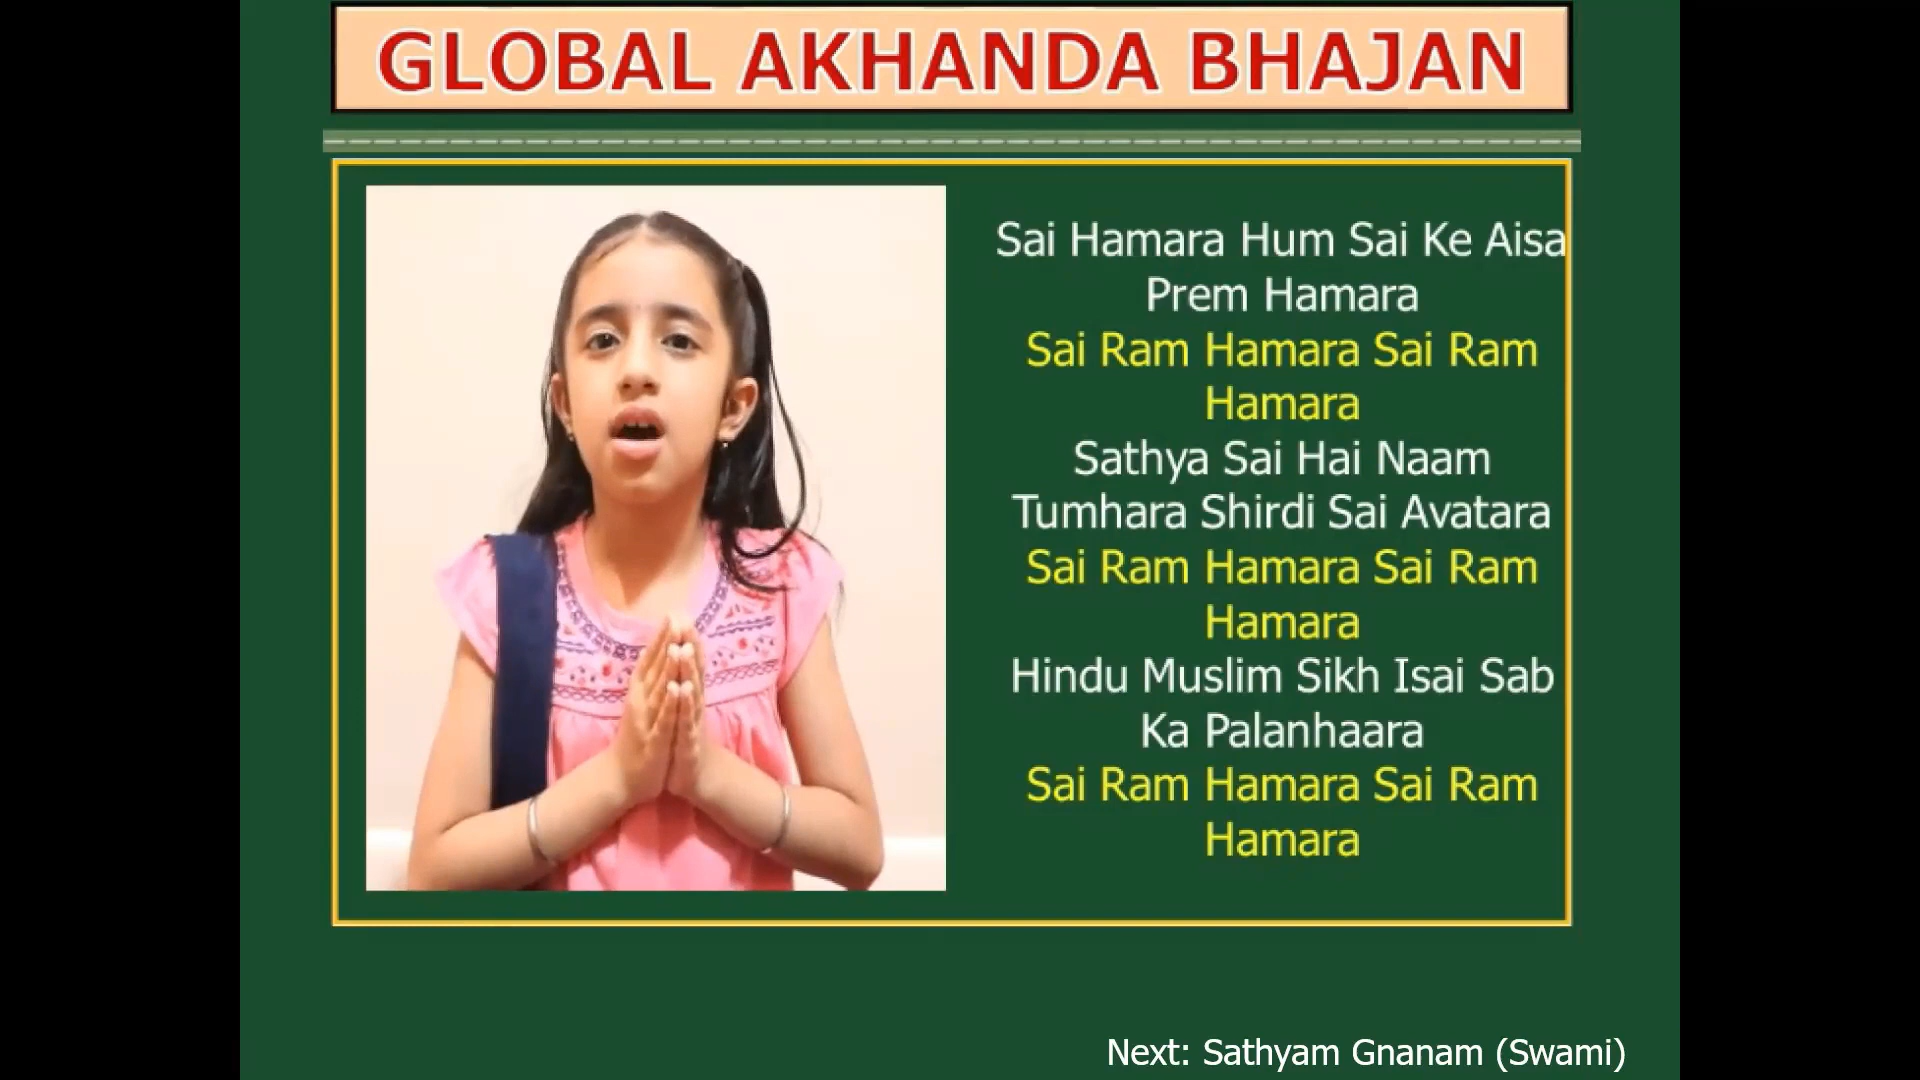 GLOBAL AKHANDA BHAJAN
Sai Hamara Hum Sai Ke Aisa
Prem Hamara
Sai Ram Hamara Sai Ram
Hamara
Sathya Sai Hai Naam
Tumhara Shirdi Sai Avatara
Sai Ram Hamara Sai Ram
Hamara
Hindu Muslim Sikh Isai Sab
Ka Palanhaara
Sai Ram Hamara Sai Ram
Hamara
Next: Sathyam Gnanam (Swami)